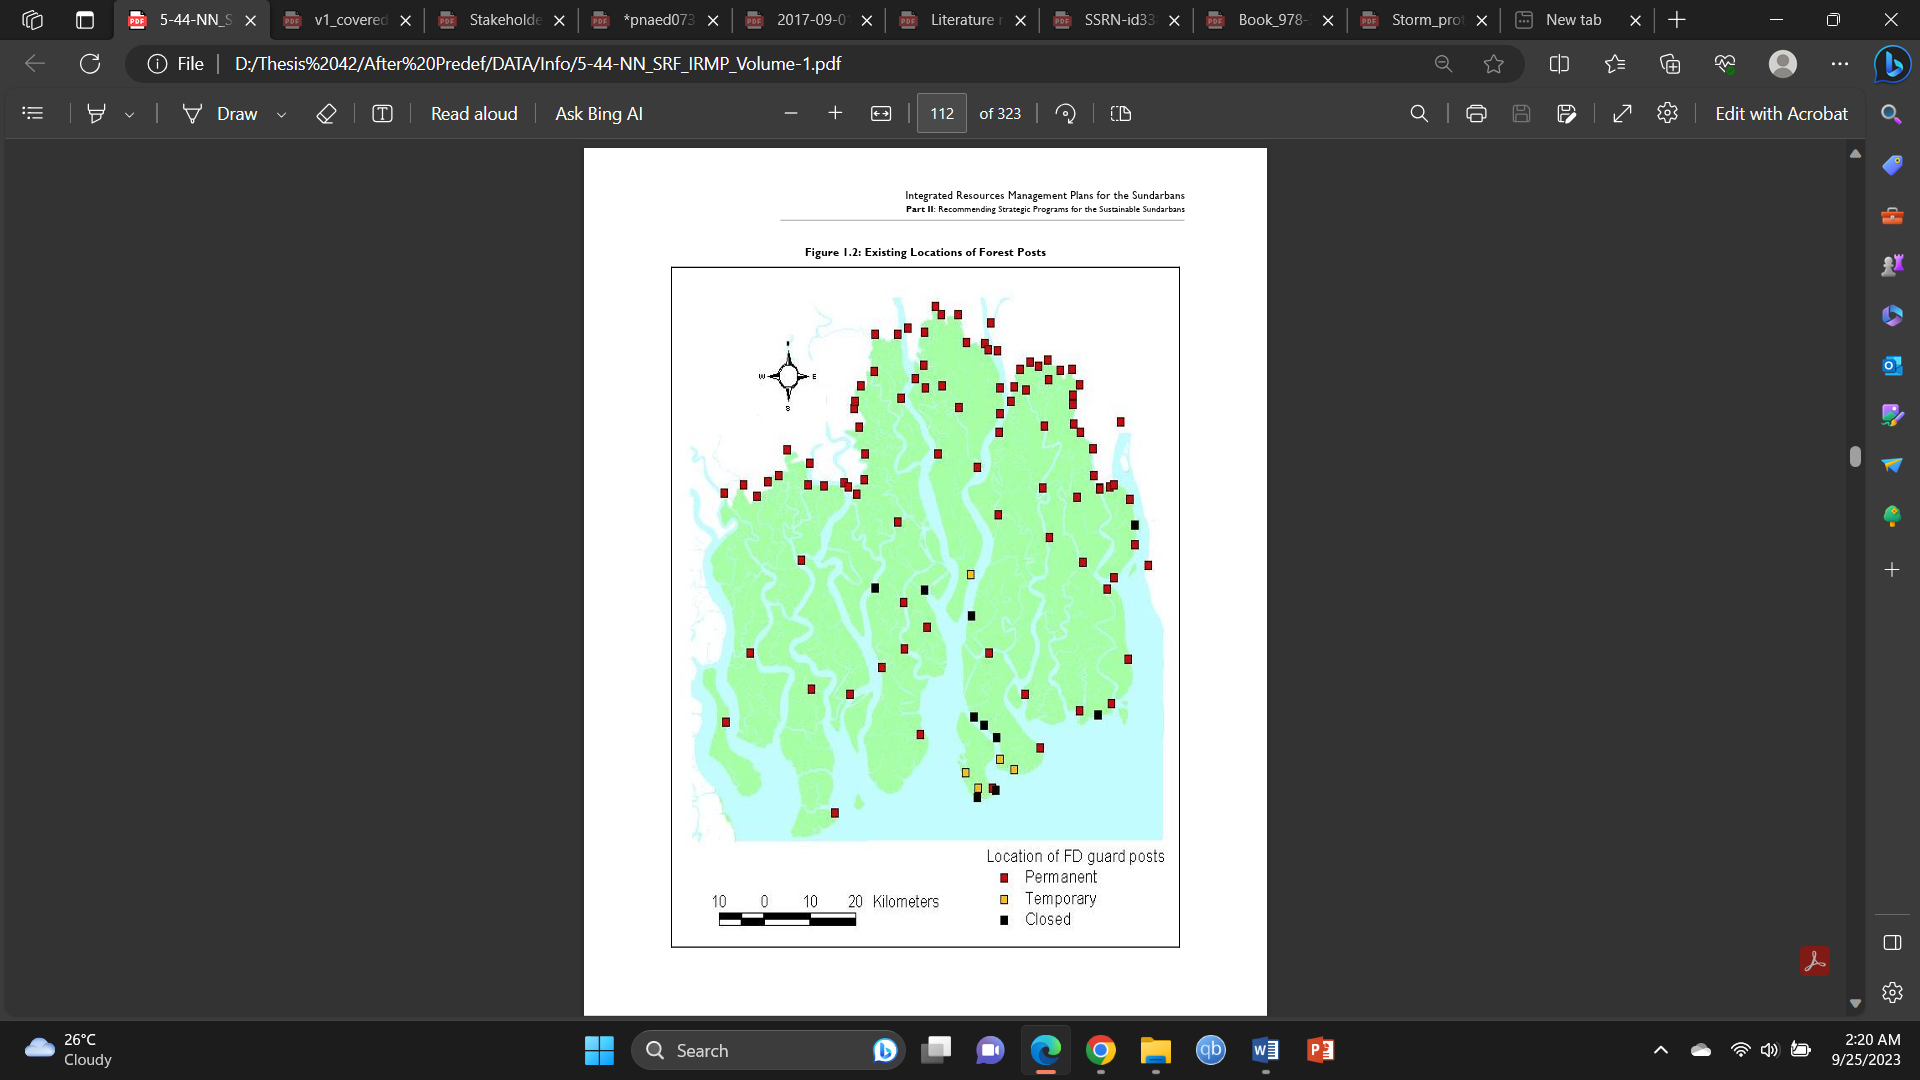 5-44-NN_S
v1_covered
Stakeholde
*pnaed073
2017-09-0
Literature r
SSRN-id33
Book_978-
Storm_prot
New tab
File
D:/Thesis%2042/After%20Predef/DATA/Info/5-44-NN_SRF_IRMP_Volume-1.pdf
Draw
Read aloud
Ask Bing AI
112
of 323
Edit with Acrobat
Integrated Resources Management Plans for the Sundarbans
Part II: Recommending Strategic Programs for the Sustainable Sundarbans
Figure 1.2: Existing Locations of Forest Posts
W
E
S
Location of FD guard posts
Permanent
Temporary
Closed
10 0 10 20 Kilometers
26°C
Cloudy
Search
2:20 AM
9/25/2023